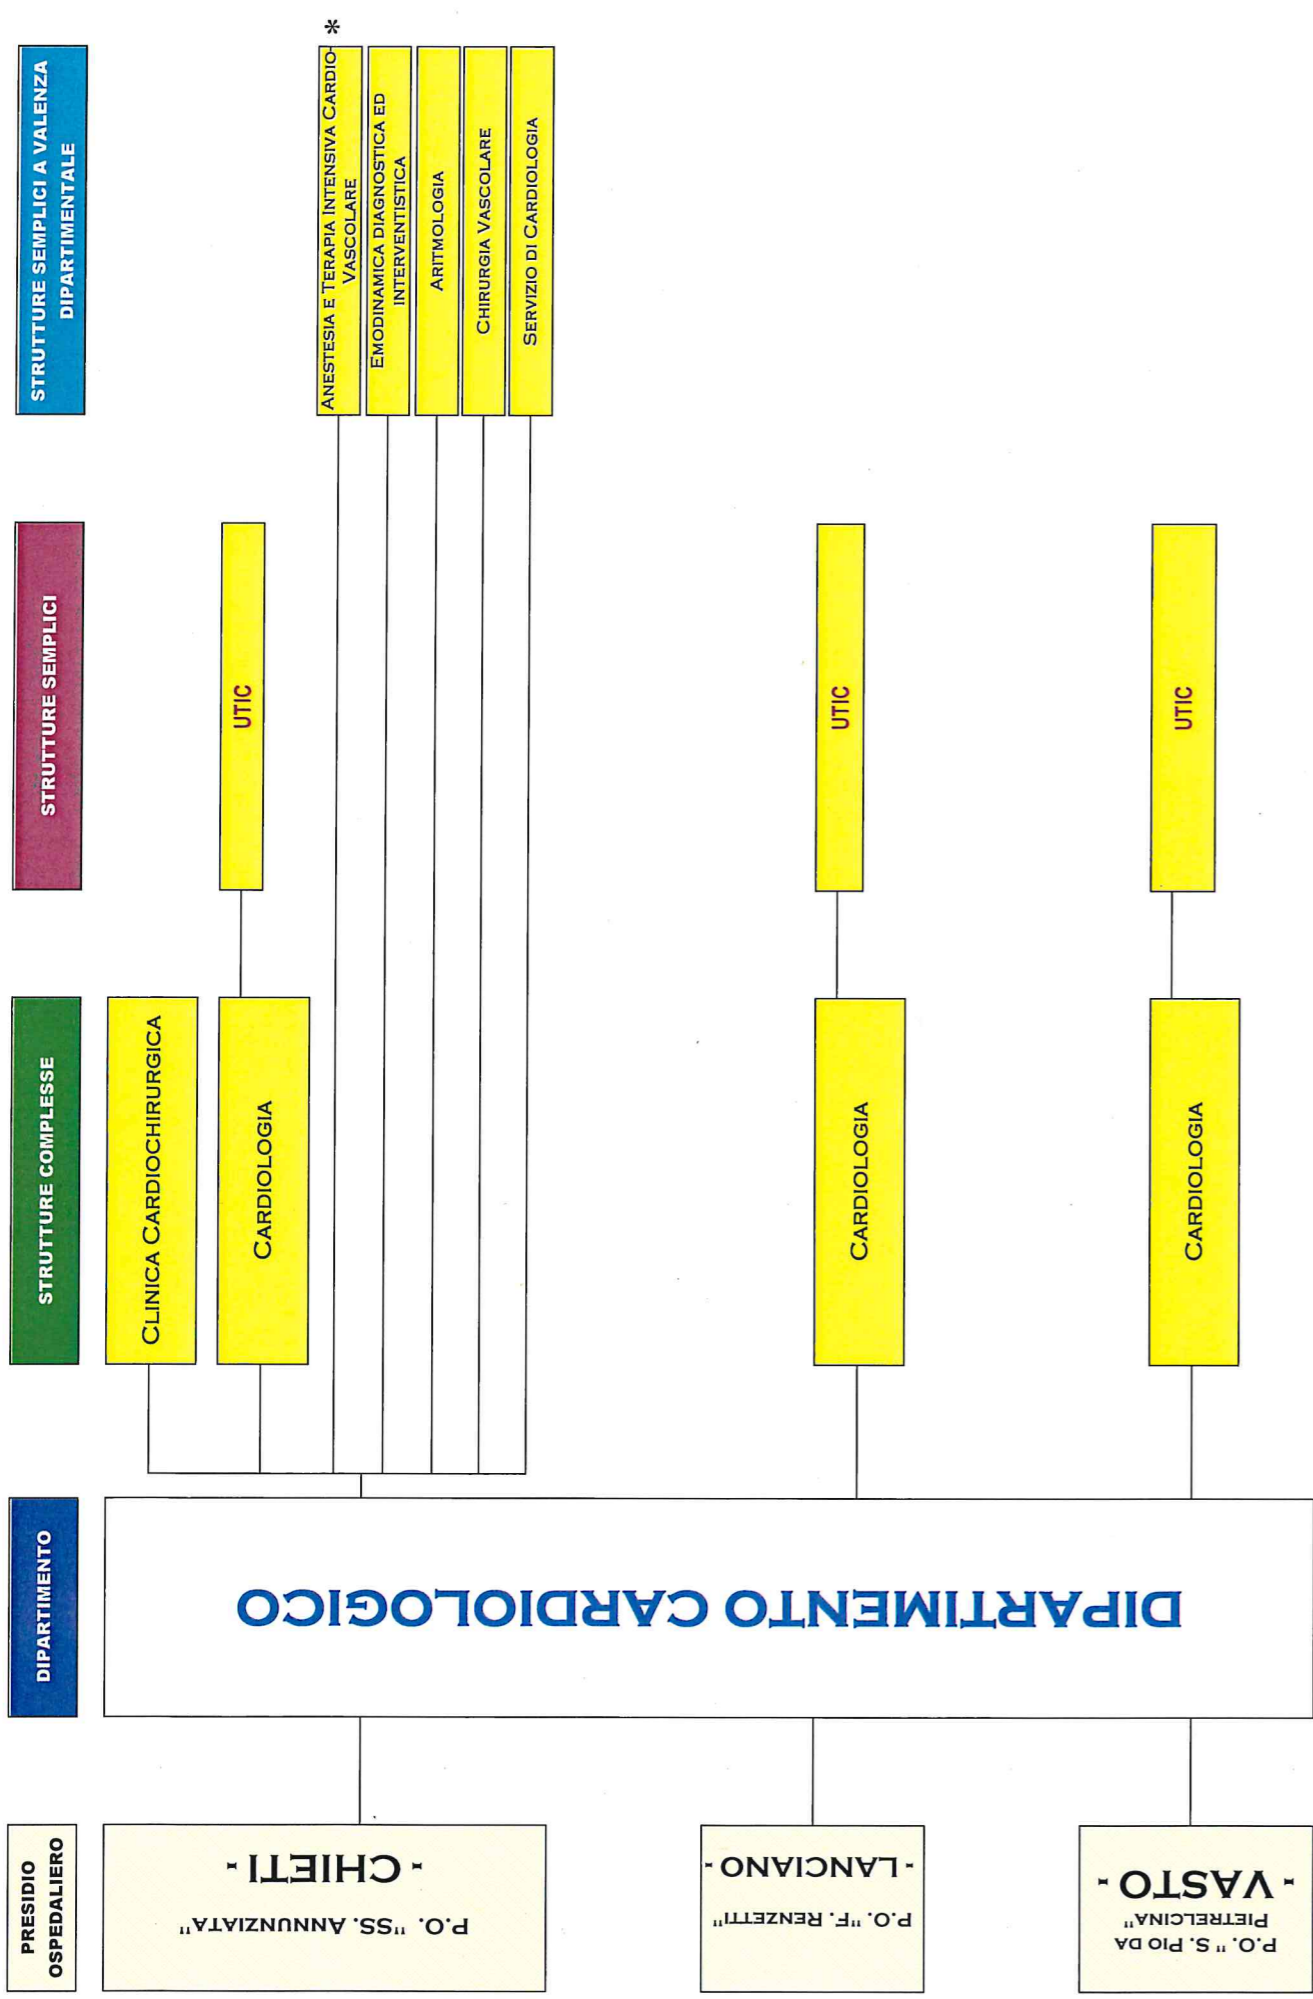 PRESIDIO
OSPEDALIERO
DIPARTIMENTO
STRUTTURE COMPLESSE
STRUTTURE SEMPLICI
STRUTTURE SEMPLICI A VALENZA
DIPARTIMENTALE
P.O. "SS. ANNUNZIATA"
- CHIETI -
P.O. "F. RENZETTI"
- LANCIANO -
P.O. "S. PIO DA
PIETRELCINA"
- VASTO -
DIPARTIMENTO CARDIOLOGICO
CLINICA CARDIOCHIRURGICA
CARDIOLOGIA
UTIC
ANESTESIA E TERAPIA INTENSIVA CARDIO- *
VASCOLARE
EMODINAMICA DIAGNOSTICA ED
INTERVENTISTICA
ARITMOLOGIA
CHIRURGIA VASCOLARE
SERVIZIO DI CARDIOLOGIA
CARDIOLOGIA
UTIC
CARDIOLOGIA
UTIC